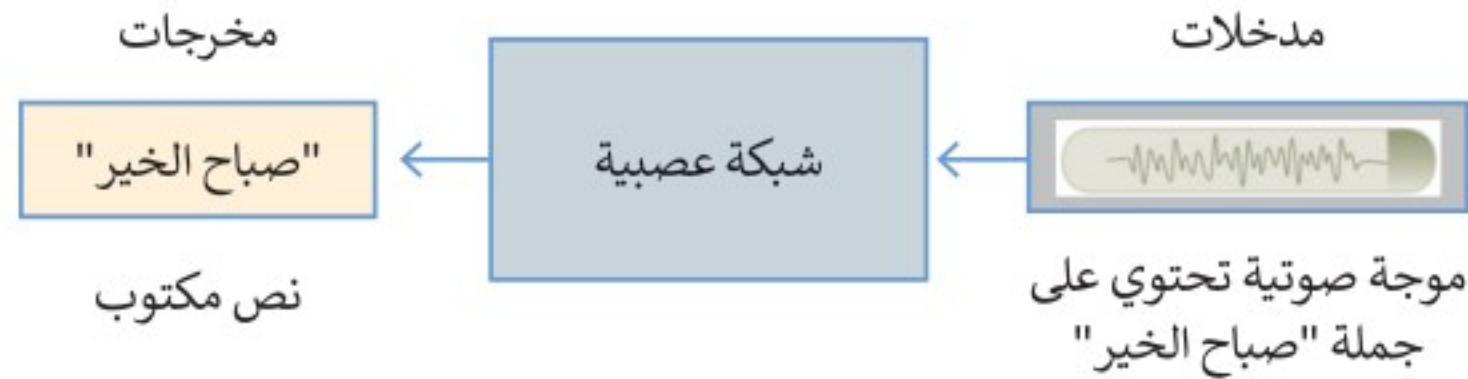 مدخلات
موجة صوتية تحتوي على
جملة "صباح الخير"
شبكة عصبية
مخرجات
"صباح الخير"
نص مكتوب